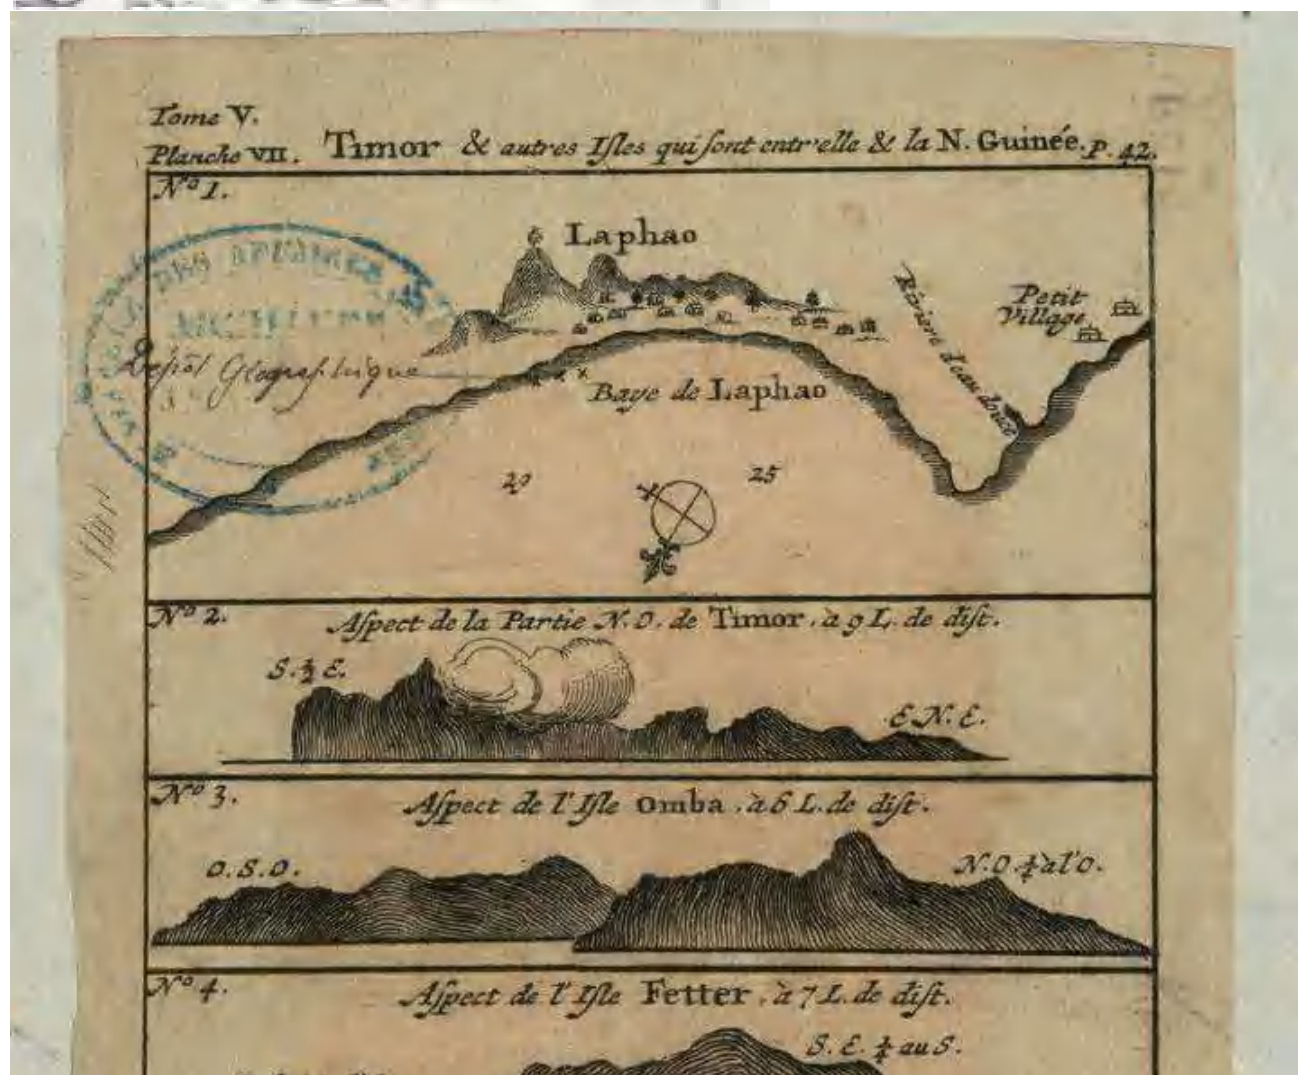 Tome V.
Planche VII. Timor & autres Isles qui sont entr'elle & la N. Guinée. P. 42.
N.º 1.
Laphao
Riviere d'eau douce
Petit
Village
Dépôt Géographique
Baye de Laphao
25
N.º 2. Aspect de la Partie N.O. de Timor, à 9 L. de dist.
S. ½ E.
E.N.E.
N.º 3. Aspect de l'Isle Omba, à 6 L. de dist.
O.S.O.
N.O. ¼ à l'O.
N.º 4. Aspect de l'Isle Fetter, à 7 L. de dist.
S.E. ¼ au S.